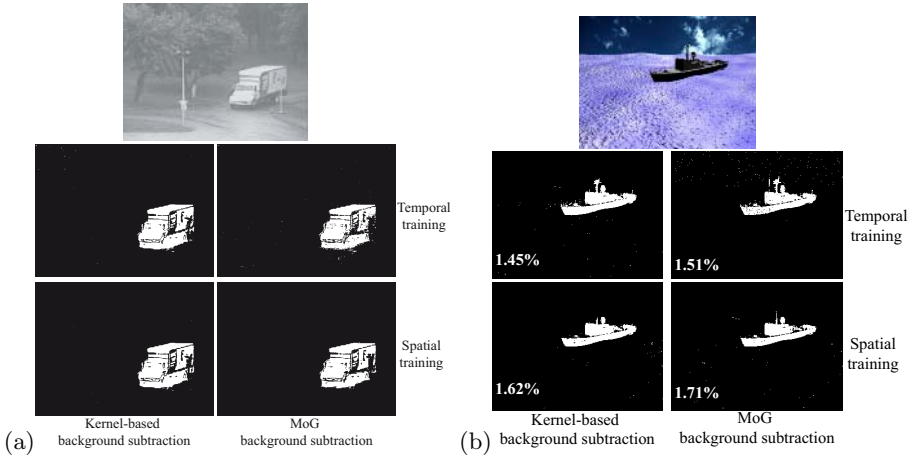 Temporal
training
Spatial
training
Kernel-based
background subtraction
MoG
background subtraction
(a)
1.45%
1.51%
Temporal
training
1.62%
1.71%
Spatial
training
Kernel-based
background subtraction
MoG
background subtraction
(b)